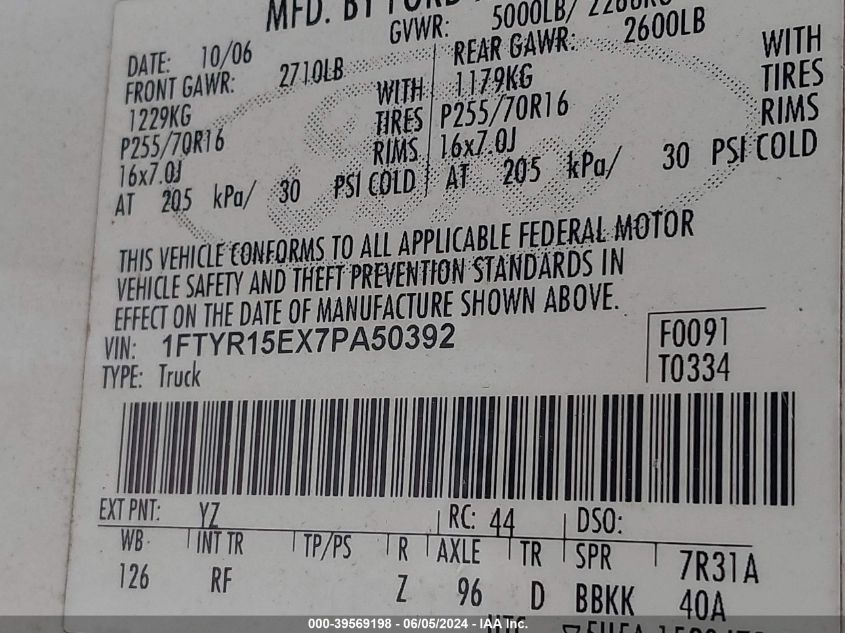 MFD. BY FORD
GVWR: 5000LB/
DATE: 10/06
FRONT GAWR: 2710LB
1229KG
P255/70R16
16x7.0J
WITH
TIRES
RIMS
AT 205 kPa/ 30 PSI COLD
REAR GAWR: 2600LB
1179KG
P255/70R16
16x7.0J
WITH
TIRES
RIMS
AT 205 kPa/ 30 PSI COLD
THIS VEHICLE CONFORMS TO ALL APPLICABLE FEDERAL MOTOR
VEHICLE SAFETY AND THEFT PREVENTION STANDARDS IN
EFFECT ON THE DATE OF MANUFACTURE SHOWN ABOVE.
VIN: 1FTYR15EX7PA50392
TYPE: Truck
F0091
T0334
EXT PNT: YZ RC: 44 DSO:
WB INT TR TP/PS R AXLE TR SPR 7R31A
126 RF Z 96 D BBKK 40A
UTC
000-39569198 - 06/05/2024 - IAA Inc.